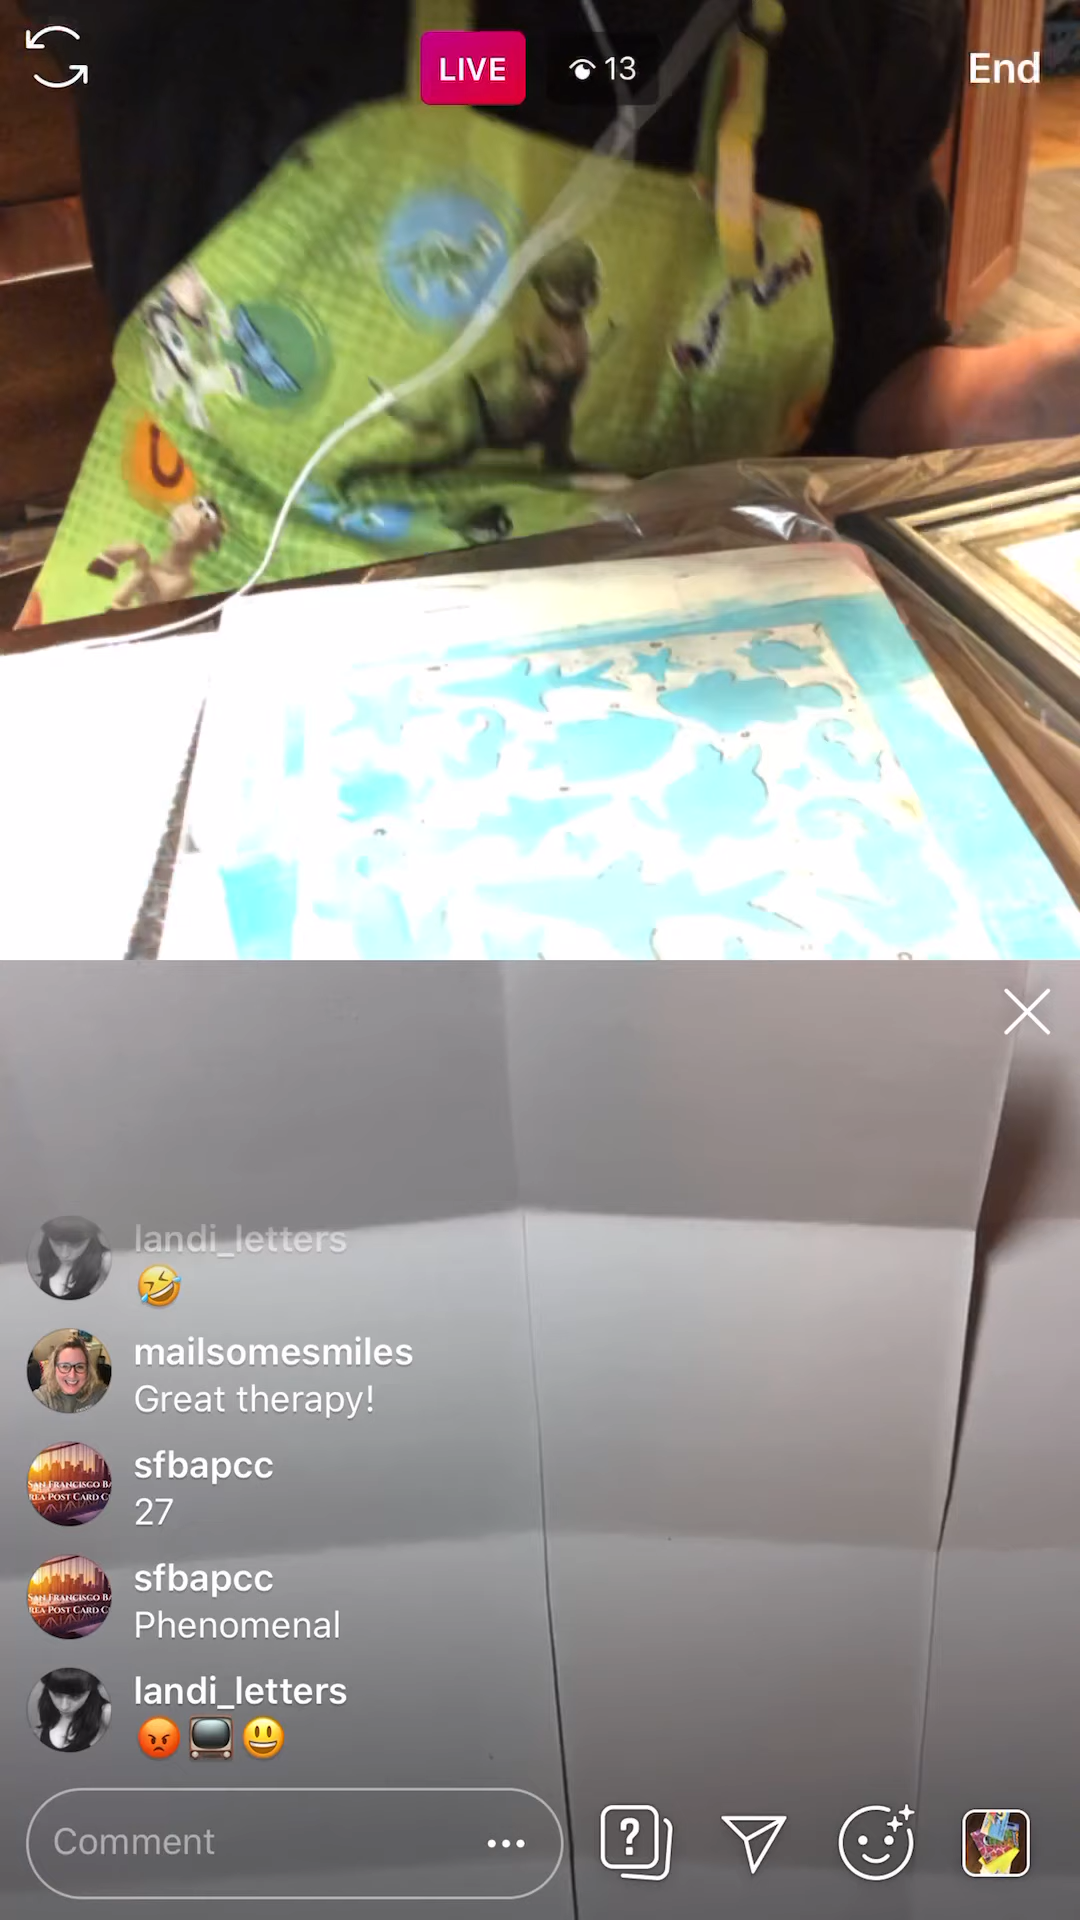 LIVE
13
End
landi_letters
🤣
mailsomesmiles
Great therapy!
sfbapcc
27
sfbapcc
Phenomenal
landi_letters
😡📺😃
Comment